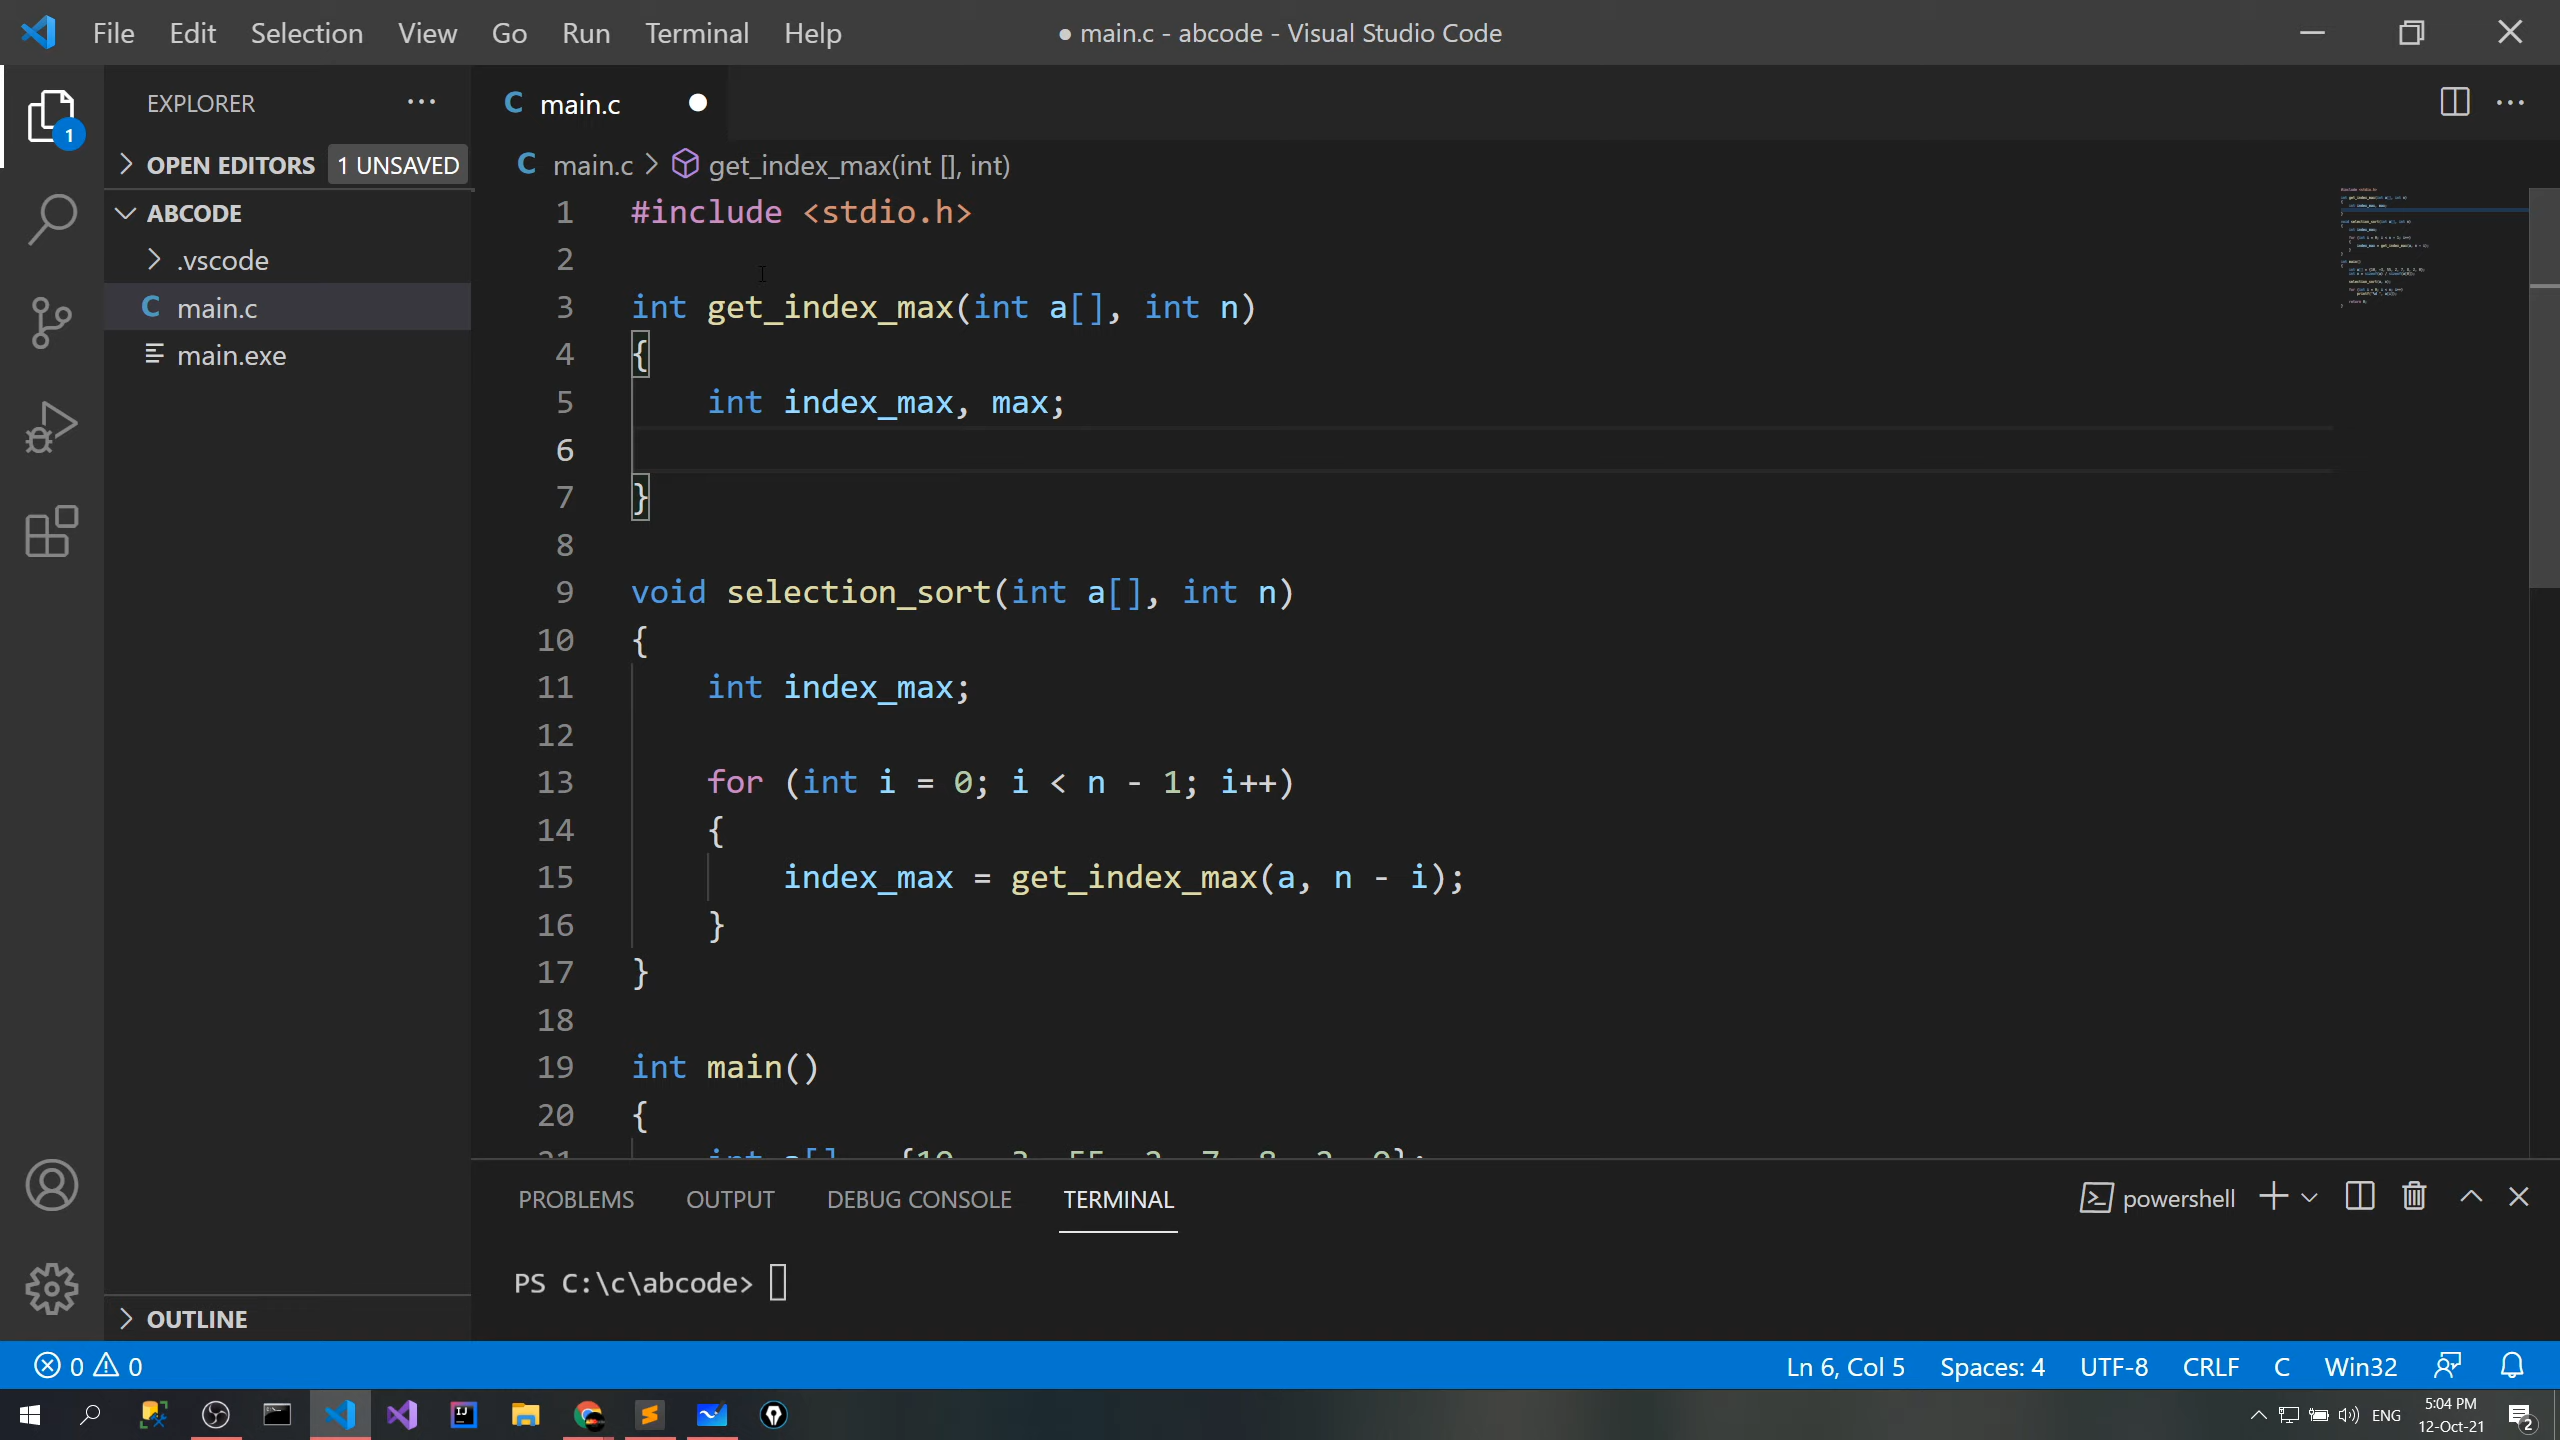 File Edit Selection View Go Run Terminal Help
● main.c - abcode - Visual Studio Code
EXPLORER
1
OPEN EDITORS 1 UNSAVED
ABCODE
.vscode
C main.c
main.exe
OUTLINE
C main.c
C main.c > get_index_max(int [], int)
1 #include <stdio.h>
2
3 int get_index_max(int a[], int n)
4 {
5 int index_max, max;
6
7 }
8
9 void selection_sort(int a[], int n)
10 {
11 int index_max;
12
13 for (int i = 0; i < n - 1; i++)
14 {
15 index_max = get_index_max(a, n - i);
16 }
17 }
18
19 int main()
20 {
PROBLEMS OUTPUT DEBUG CONSOLE TERMINAL
powershell
PS C:\c\abcode>
0 0
Ln 6, Col 5 Spaces: 4 UTF-8 CRLF C Win32
ENG
5:04 PM
12-Oct-21
2